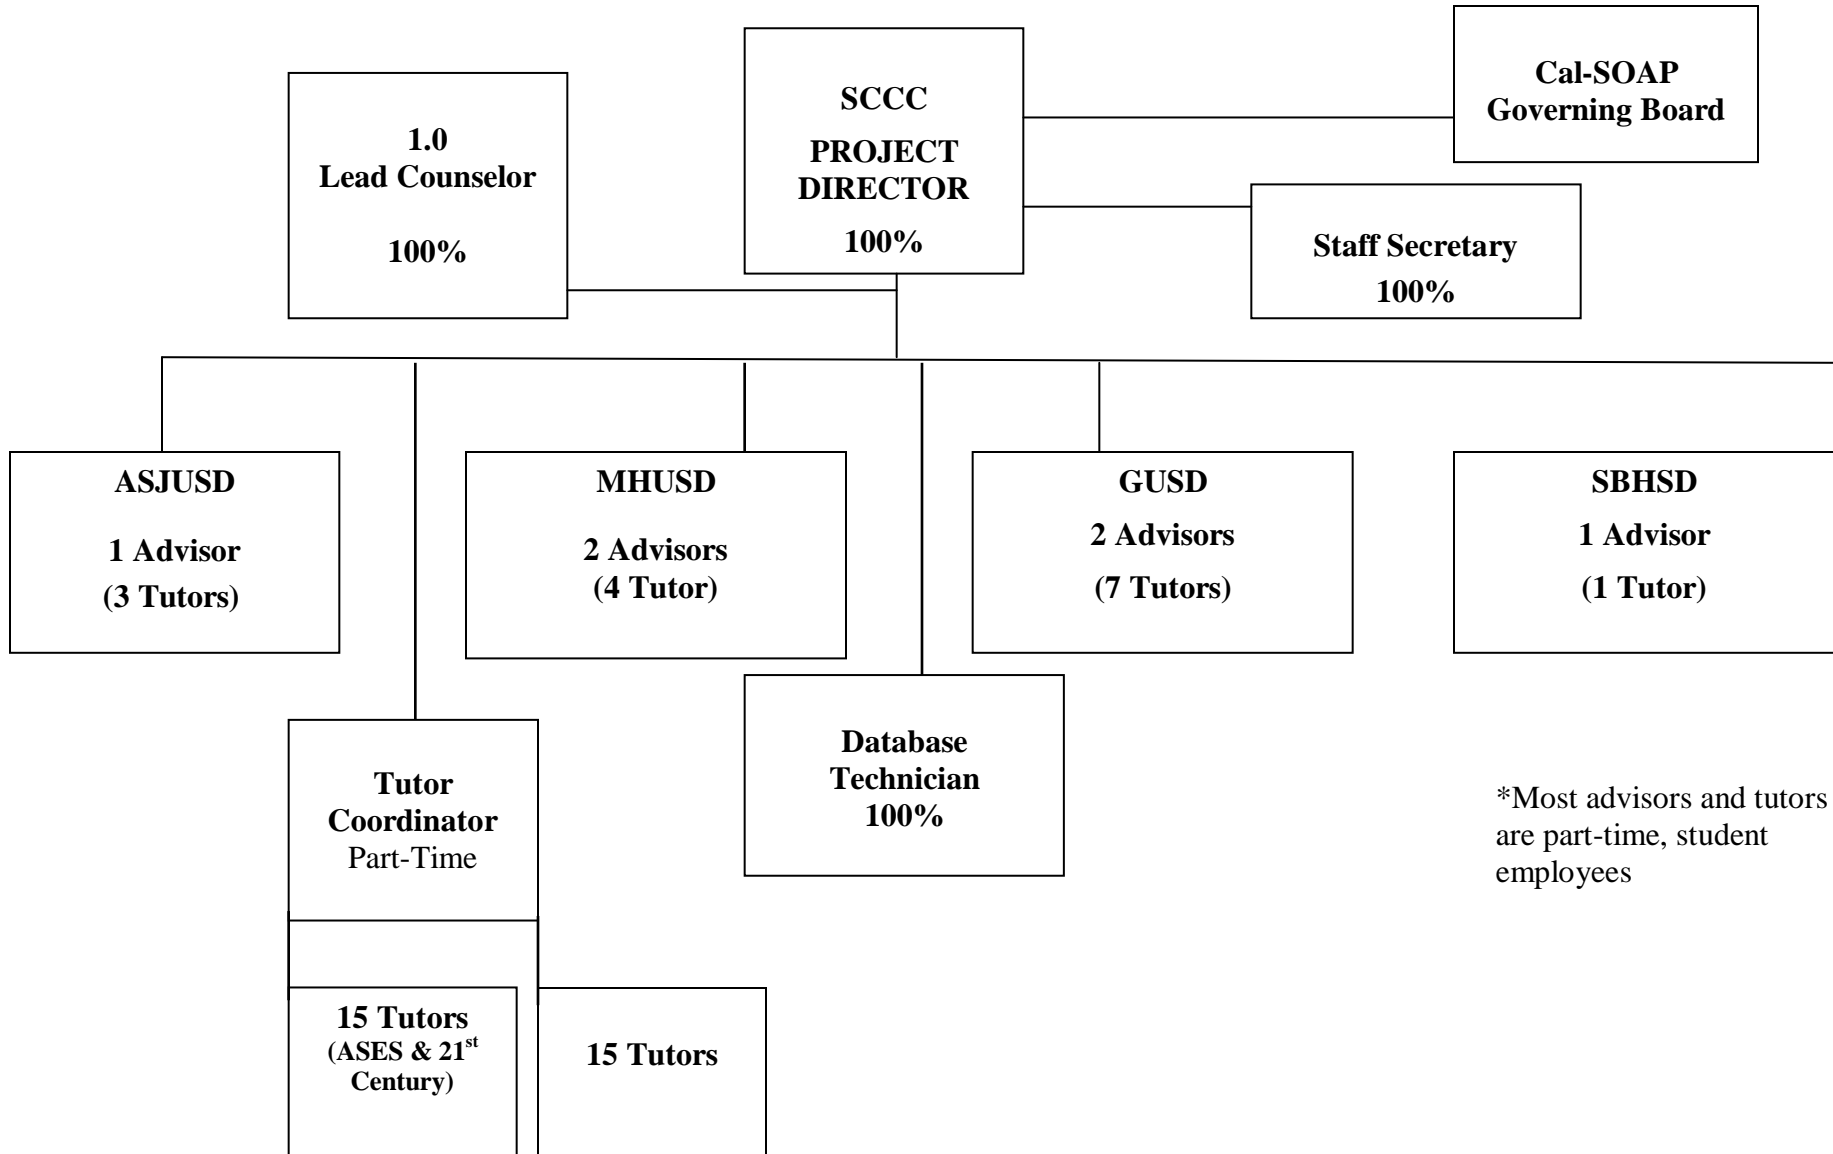 1.0
Lead Counselor
100%
SCCC
PROJECT
DIRECTOR
100%
Cal-SOAP
Governing Board
Staff Secretary
100%
ASJUSD
1 Advisor
(3 Tutors)
MHUSD
2 Advisors
(4 Tutor)
GUSD
2 Advisors
(7 Tutors)
SBHSD
1 Advisor
(1 Tutor)
Tutor
Coordinator
Part-Time
Database
Technician
100%
*Most advisors and tutors
are part-time, student
employees
15 Tutors
(ASES & 21st
Century)
15 Tutors